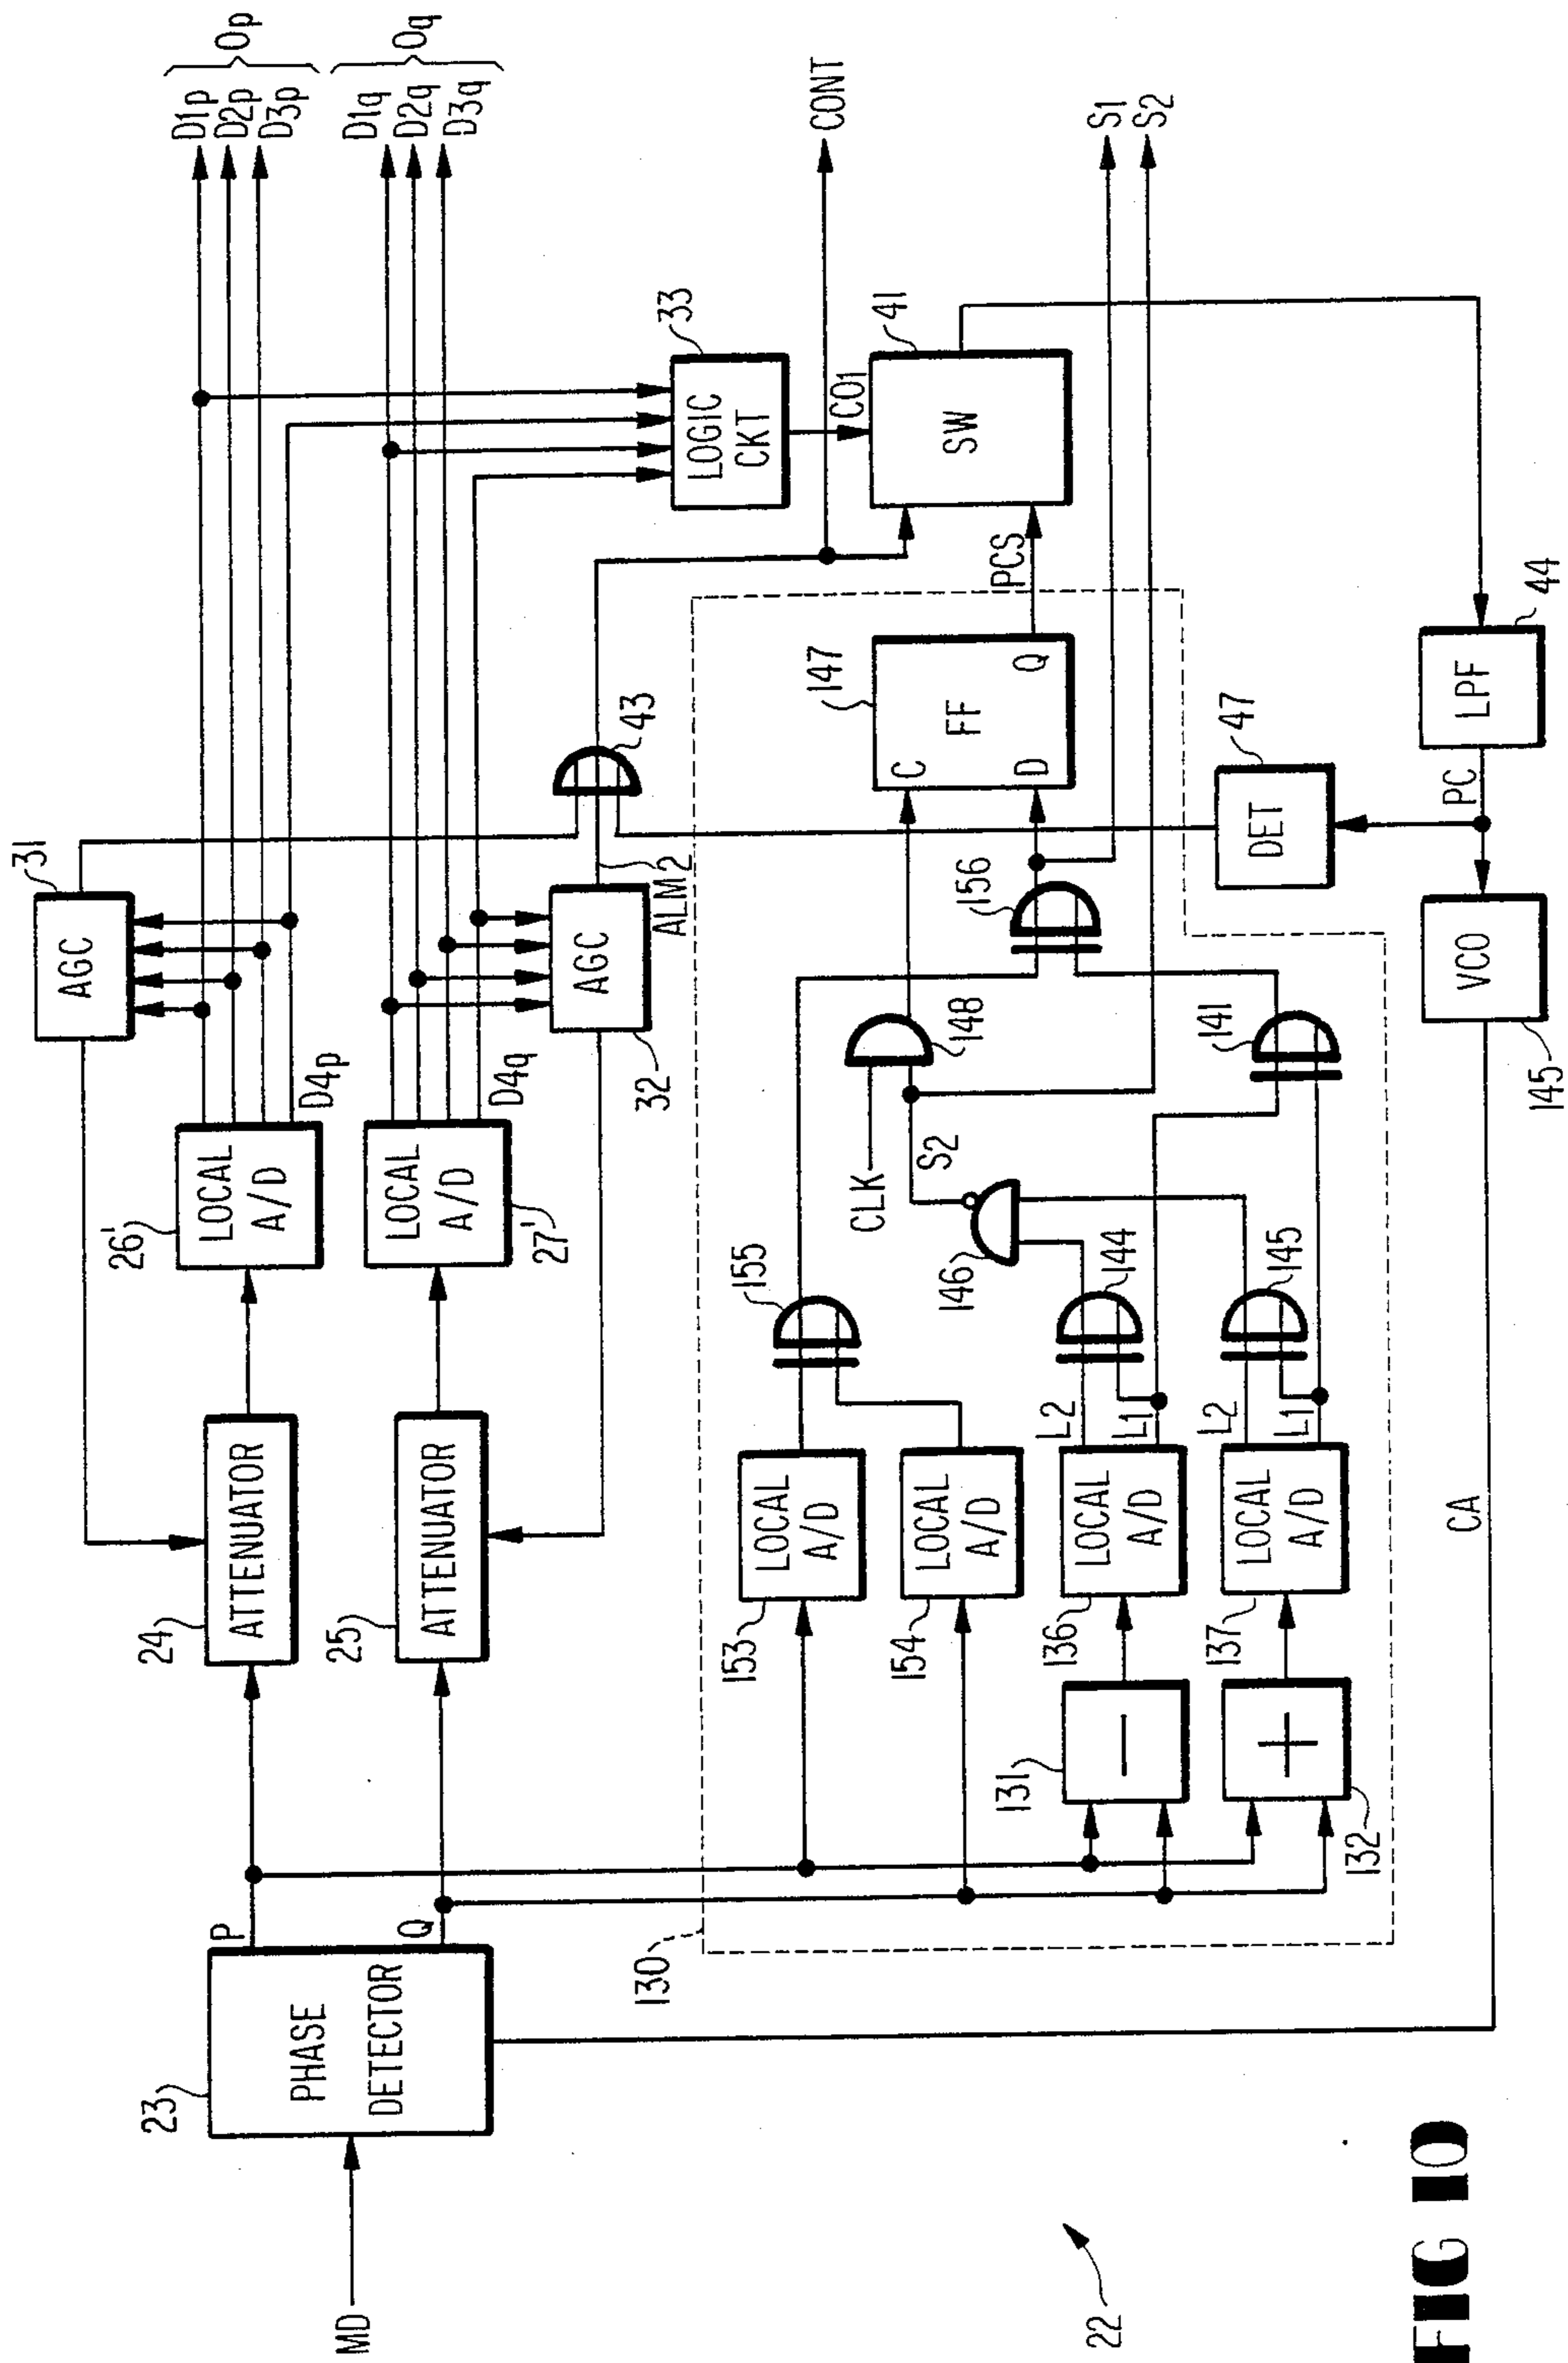 MD
22
23
PHASE
DETECTOR
P
Q
24
ATTENUATOR
25
ATTENUATOR
26'
LOCAL
A/D
27'
LOCAL
A/D
D4p
D4q
31
AGC
32
AGC
ALM2
43
D1p
D2p
D3p
Op
D1q
D2q
D3q
Oq
33
LOGIC
CKT
CO1
CONT
41
SW
PCS
S1
S2
130
153
LOCAL
A/D
154
LOCAL
A/D
155
131
−
136
LOCAL
A/D
L2
L1
144
132
+
137
LOCAL
A/D
L2
L1
145
146
S2
CLK
148
141
156
147
C
FF
D
Q
47
DET
44
LPF
PC
VCO
145
CA
FIG 10